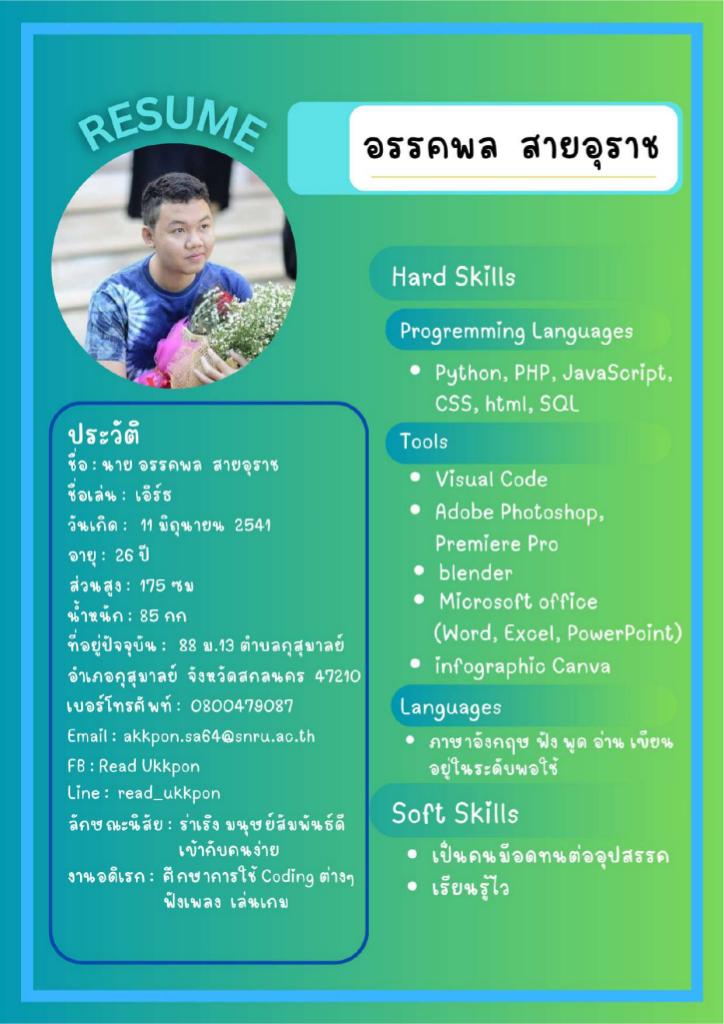 RESUME
อรรคพล สายอุราช
ประวัติ
ชื่อ : นาย อรรคพล สายอุราช
ชื่อเล่น : เอิร์ธ
วันเกิด : 11 มิถุนายน 2541
อายุ : 26 ปี
ส่วนสูง : 175 ซม
น้ำหนัก : 85 กก
ที่อยู่ปัจจุบัน : 88 ม.13 ตำบลกุสุมาลย์
อำเภอกุสุมาลย์ จังหวัดสกลนคร 47210
เบอร์โทรศัพท์ : 0800479087
Email : akkpon.sa64@snru.ac.th
FB : Read Ukkpon
Line : read_ukkpon
ลักษณะนิสัย : ร่าเริง มนุษย์สัมพันธ์ดี
เข้ากับคนง่าย
งานอดิเรก : ศึกษาการใช้ Coding ต่างๆ
ฟังเพลง เล่นเกม
Hard Skills
Progremming Languages
• Python, PHP, JavaScript,
CSS, html, SQL
Tools
• Visual Code
• Adobe Photoshop,
Premiere Pro
• blender
• Microsoft office
(Word, Excel, PowerPoint)
• infographic Canva
Languages
• ภาษาอังกฤษ ฟัง พูด อ่าน เขียน
อยู่ในระดับพอใช้
Soft Skills
• เป็นคนมีอดทนต่ออุปสรรค
• เรียนรู้ไว